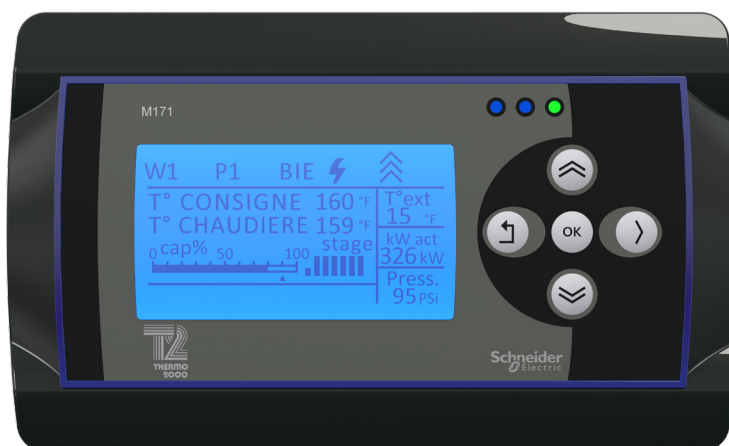 M171
W1 P1 BIE
T° CONSIGNE 160 °F
T° CHAUDIERE 159 °F
0 cap% 50 100 stage
T°ext
15 °F
kW act
326 kW
Press.
95 PSi
OK
T2
THERMO
2000
Schneider
Electric